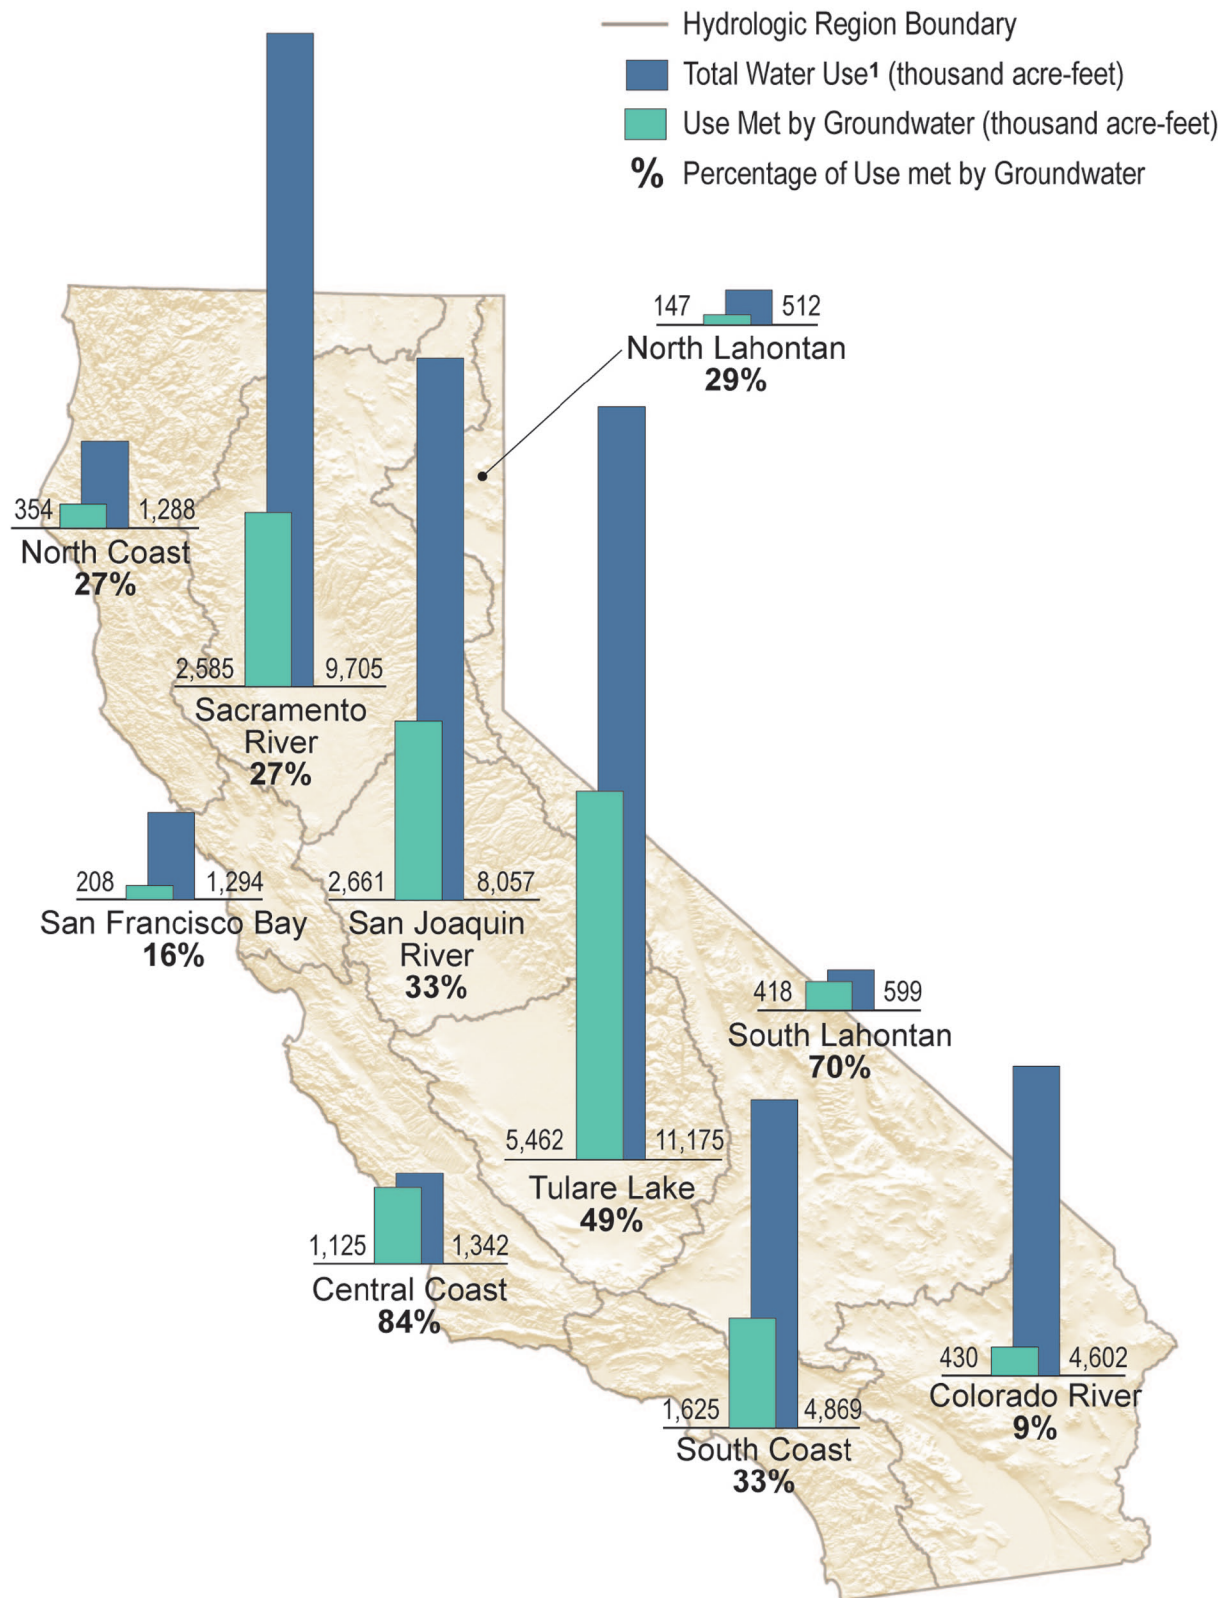 Hydrologic Region Boundary
Total Water Use¹ (thousand acre-feet)
Use Met by Groundwater (thousand acre-feet)
% Percentage of Use met by Groundwater
147 512
North Lahontan
29%
354 1,288
North Coast
27%
2,585 9,705
Sacramento
River
27%
208 1,294
San Francisco Bay
16%
2,661 8,057
San Joaquin
River
33%
418 599
South Lahontan
70%
5,462 11,175
Tulare Lake
49%
1,125 1,342
Central Coast
84%
430 4,602
Colorado River
9%
1,625 4,869
South Coast
33%